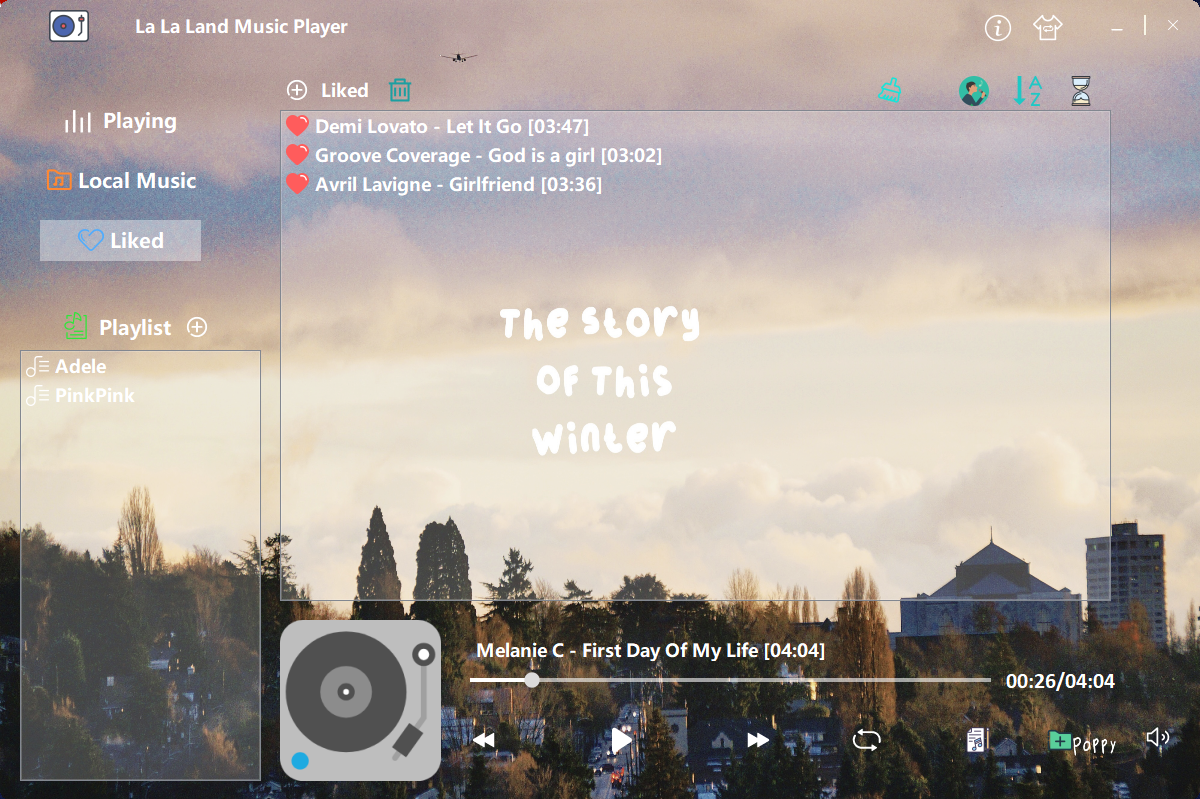 La La Land Music Player
Liked
A
Z
Playing
Local Music
Liked
Playlist
Adele
PinkPink
Demi Lovato - Let It Go [03:47]
Groove Coverage - God is a girl [03:02]
Avril Lavigne - Girlfriend [03:36]
The Story
Of This
Winter
Melanie C - First Day Of My Life [04:04]
00:26/04:04
Poppy